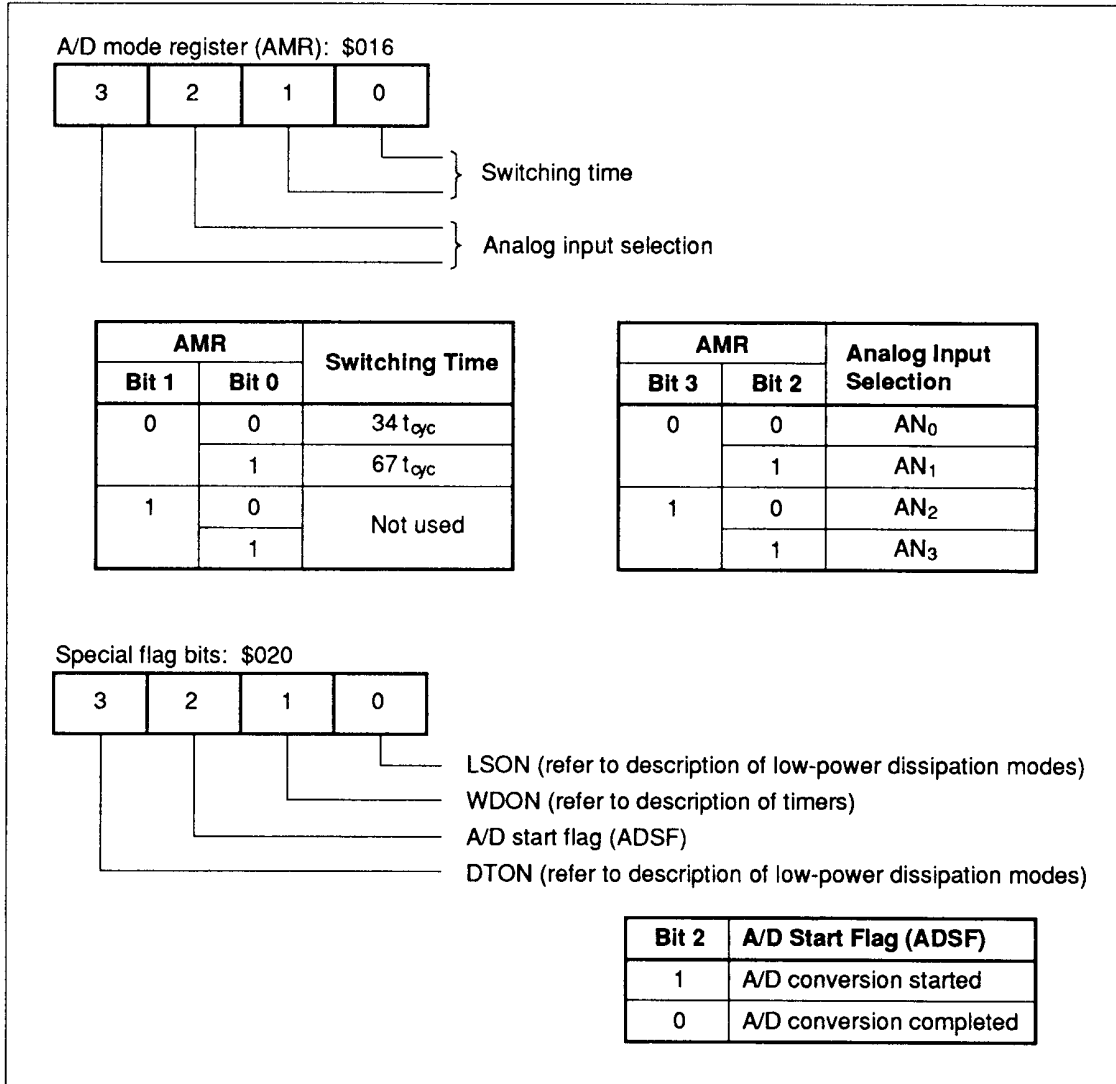 A/D mode register (AMR): $016
3 2 1 0
Switching time
Analog input selection
AMR Switching Time
Bit 1 Bit 0
0 0 34 tcyc
1 67 tcyc
1 0 Not used
1
AMR Analog Input Selection
Bit 3 Bit 2
0 0 AN0
1 AN1
1 0 AN2
1 AN3
Special flag bits: $020
3 2 1 0
LSON (refer to description of low-power dissipation modes)
WDON (refer to description of timers)
A/D start flag (ADSF)
DTON (refer to description of low-power dissipation modes)
Bit 2 A/D Start Flag (ADSF)
1 A/D conversion started
0 A/D conversion completed